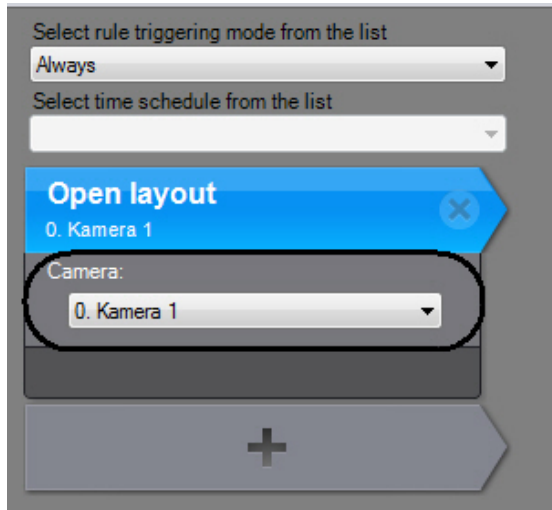 Select rule triggering mode from the list
Always
Select time schedule from the list
Open layout
0. Kamera 1
Camera:
0. Kamera 1